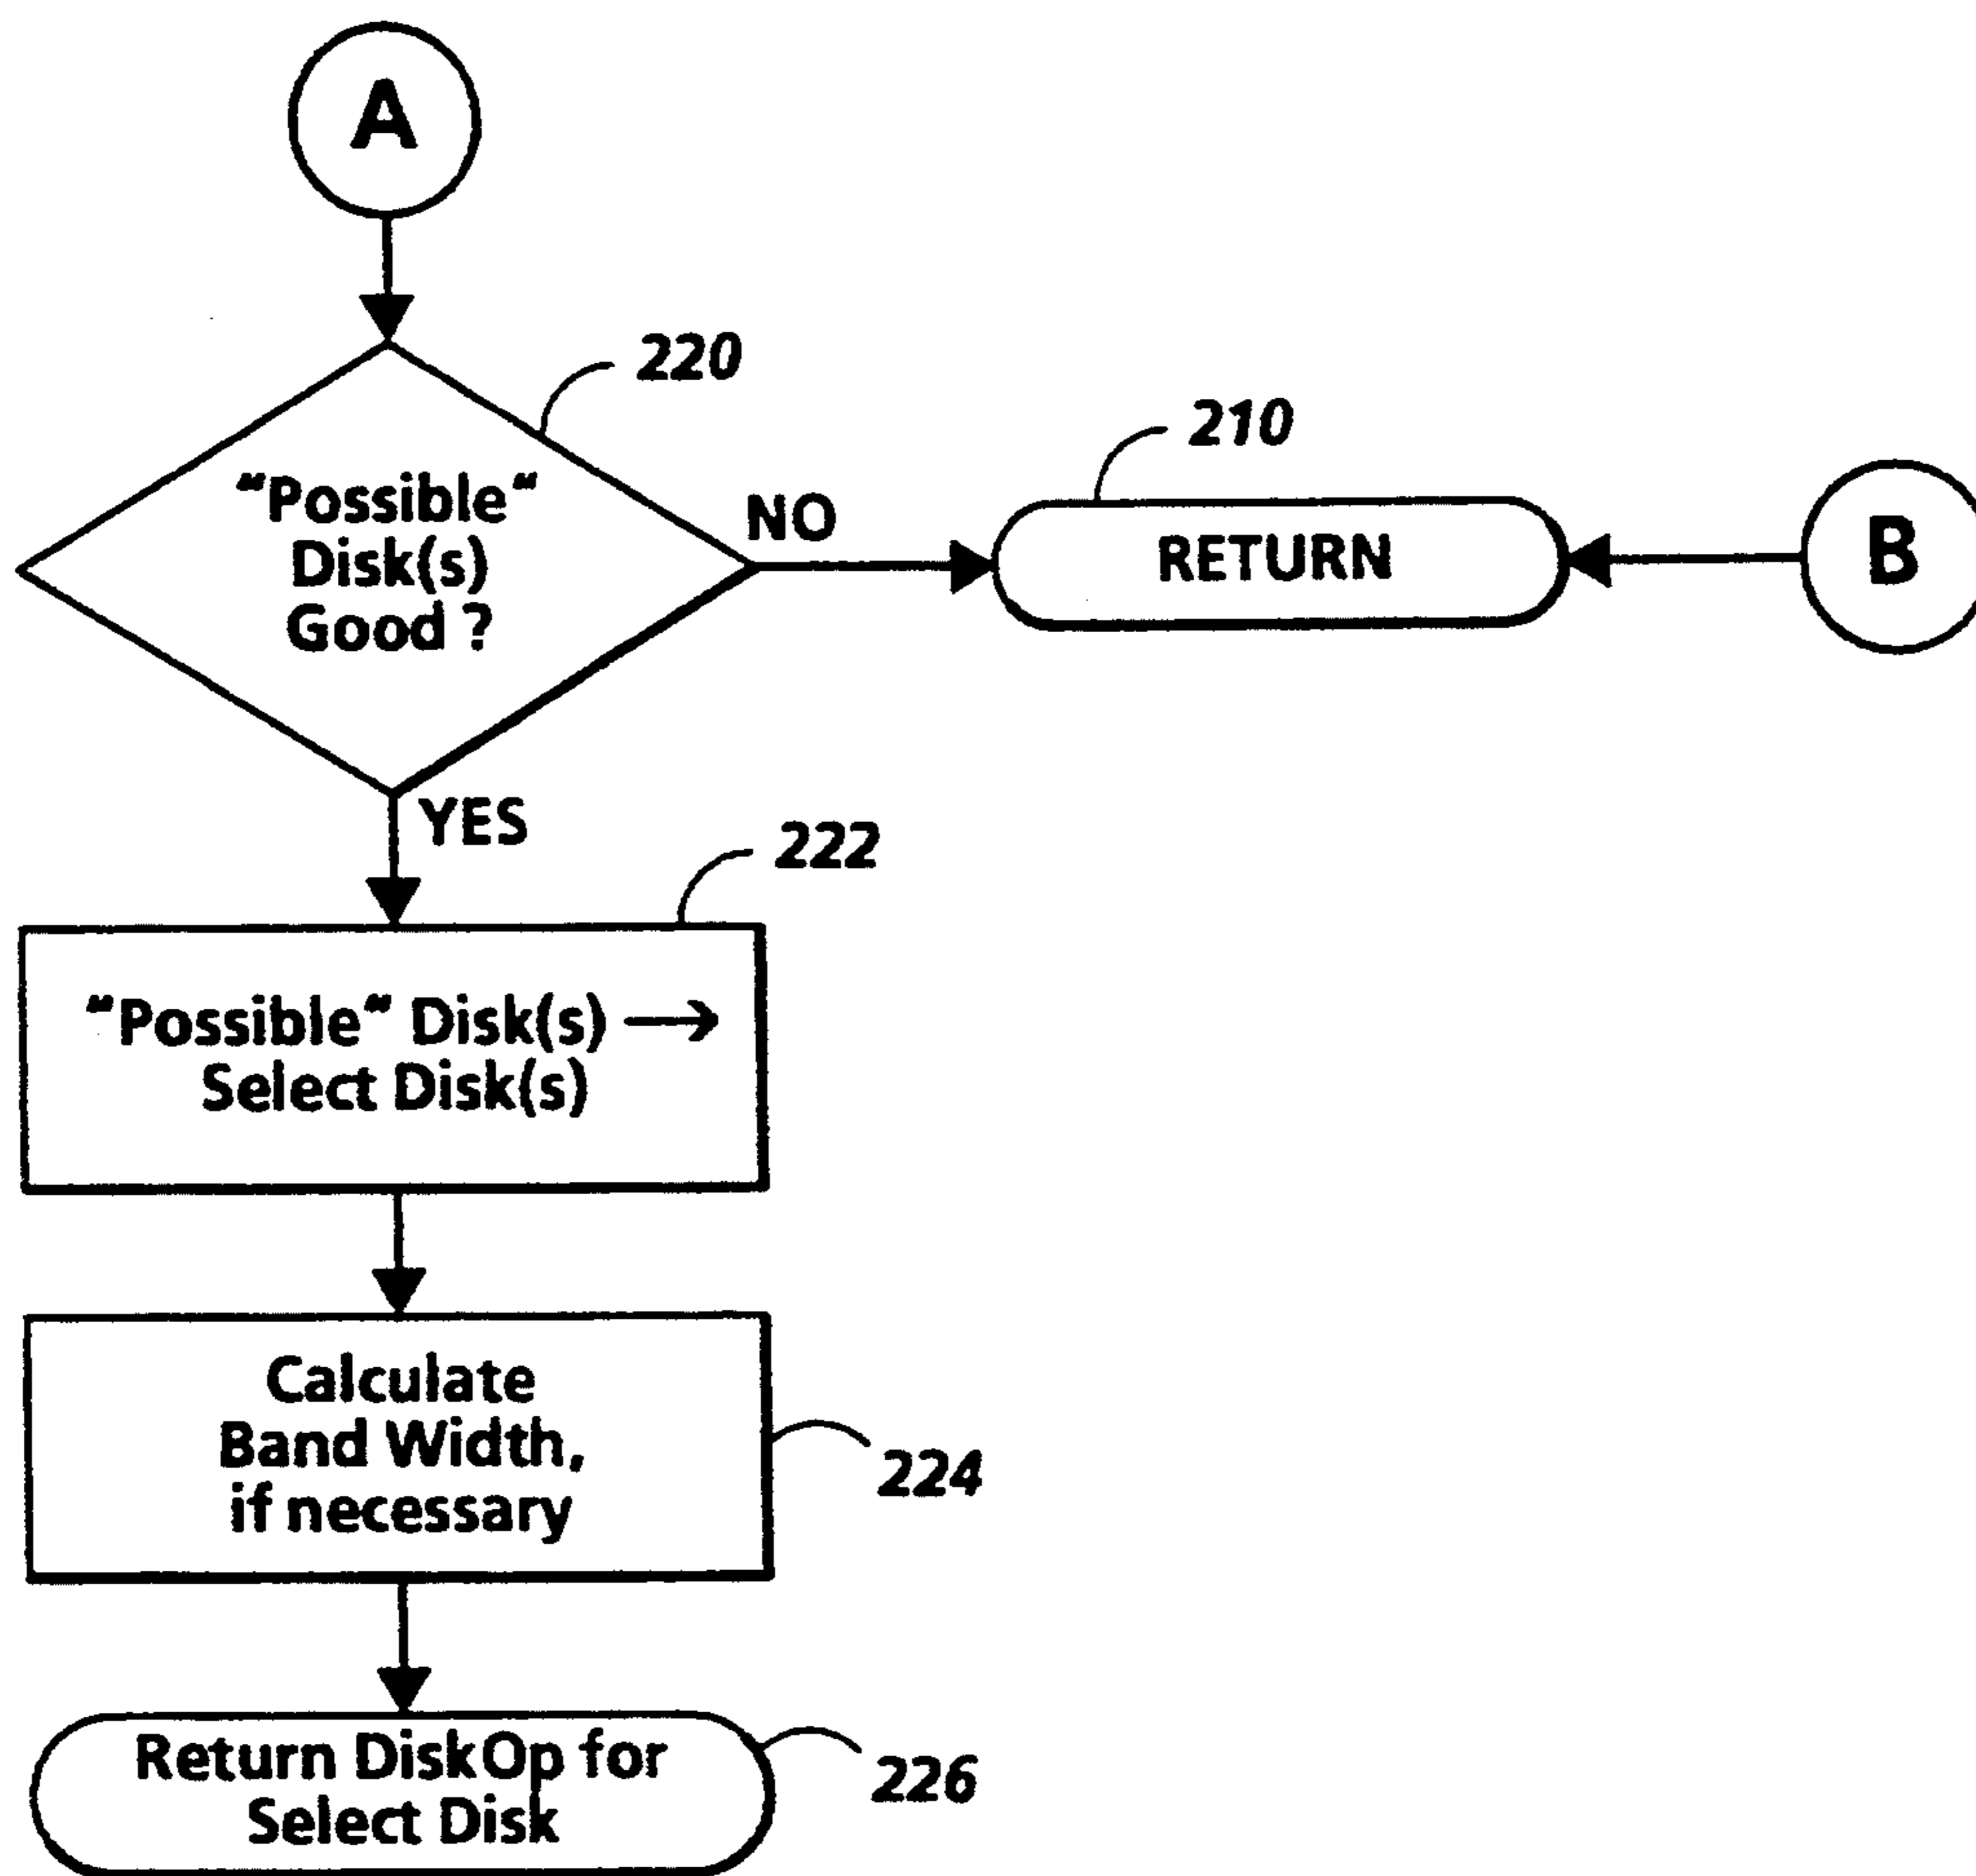 A
220
"Possible"
Disk(s)
Good ?
NO
210
RETURN
B
YES
222
"Possible" Disk(s) →
Select Disk(s)
Calculate
Band Width,
if necessary
224
Return DiskOp for
Select Disk
226